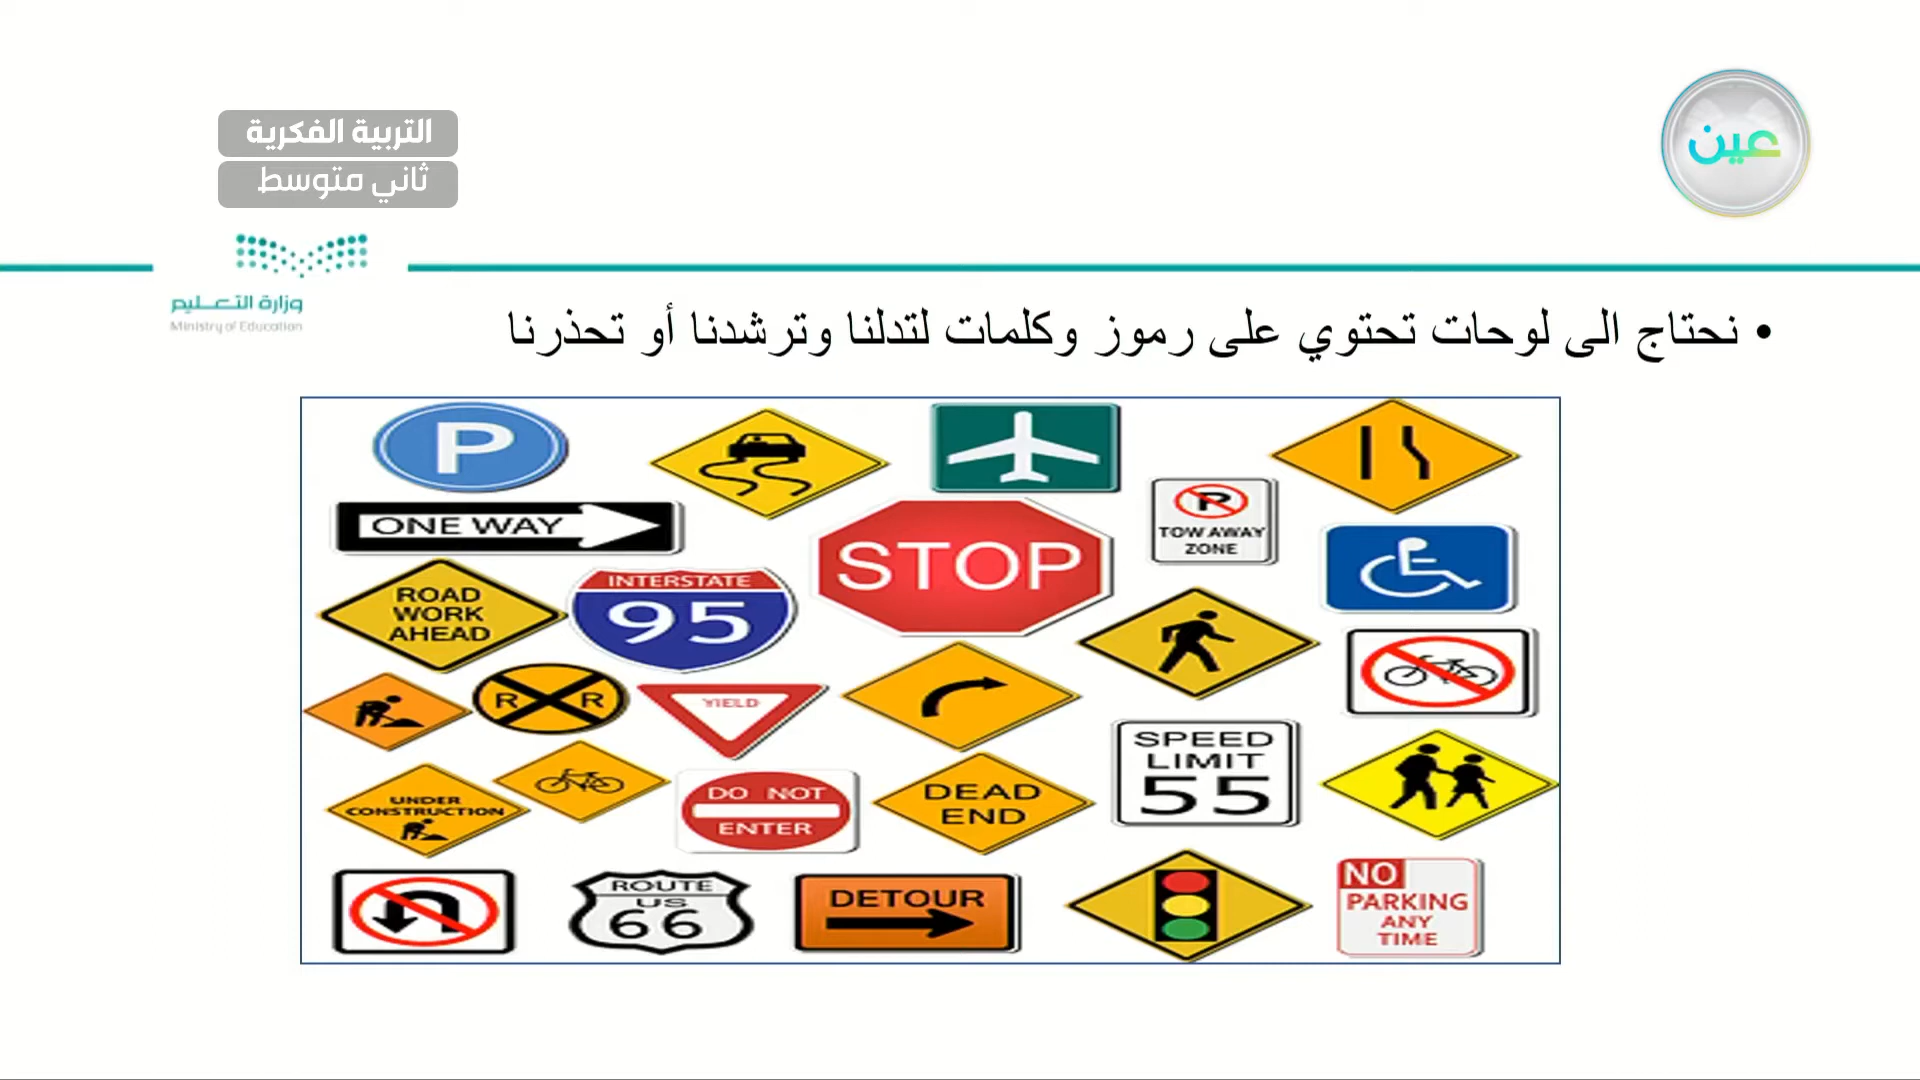 التربية الفكرية
ثاني متوسط
عين
وزارة التعليم
Ministry of Education
• نحتاج الى لوحات تحتوي على رموز وكلمات لتدلنا وترشدنا أو تحذرنا
P
ONE WAY
STOP
P
TOW AWAY
ZONE
ROAD
WORK
AHEAD
INTERSTATE
95
R R
YIELD
SPEED
LIMIT
55
UNDER
CONSTRUCTION
DO NOT
ENTER
DEAD
END
ROUTE
US
66
DETOUR
NO
PARKING
ANY
TIME